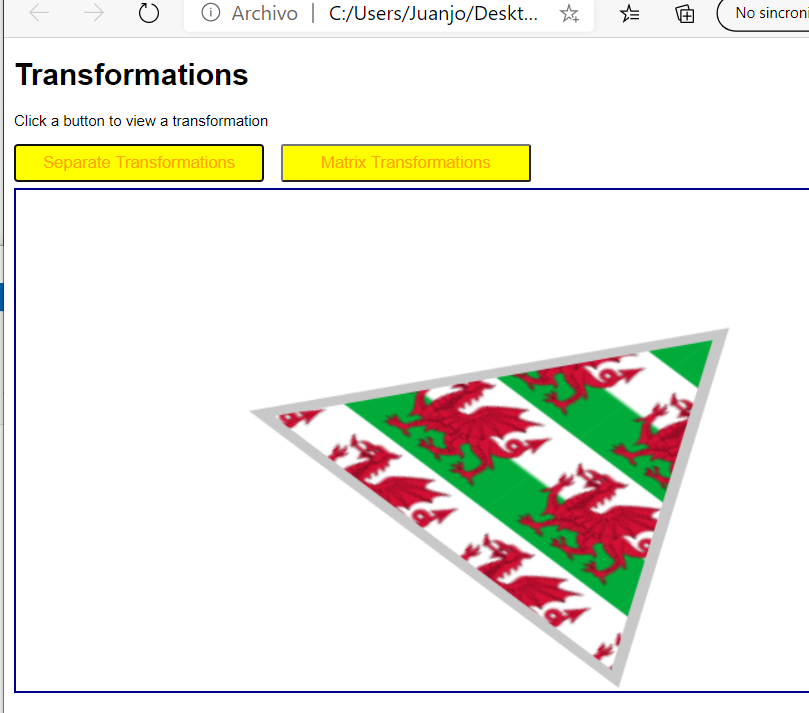 Archivo | C:/Users/Juanjo/Deskt...
No sincroni
Transformations
Click a button to view a transformation
Separate Transformations
Matrix Transformations